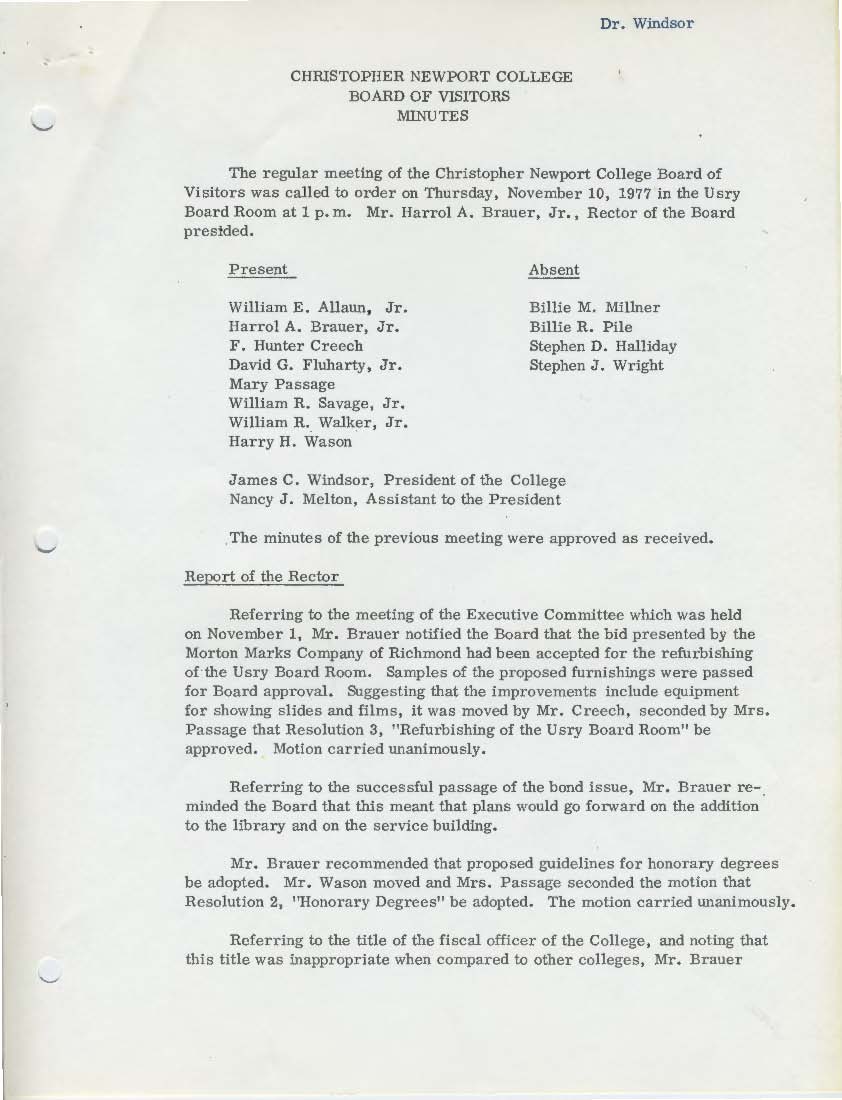 Dr. Windsor
CHRISTOPHER NEWPORT COLLEGE
BOARD OF VISITORS
MINUTES
The regular meeting of the Christopher Newport College Board of
Visitors was called to order on Thursday, November 10, 1977 in the Usry
Board Room at 1 p.m. Mr. Harrol A. Brauer, Jr., Rector of the Board
presided.
Present Absent
William E. Allaun, Jr. Billie M. Millner
Harrol A. Brauer, Jr. Billie R. Pile
F. Hunter Creech Stephen D. Halliday
David G. Fluharty, Jr. Stephen J. Wright
Mary Passage
William R. Savage, Jr.
William R. Walker, Jr.
Harry H. Wason
James C. Windsor, President of the College
Nancy J. Melton, Assistant to the President
The minutes of the previous meeting were approved as received.
Report of the Rector
Referring to the meeting of the Executive Committee which was held
on November 1, Mr. Brauer notified the Board that the bid presented by the
Morton Marks Company of Richmond had been accepted for the refurbishing
of the Usry Board Room. Samples of the proposed furnishings were passed
for Board approval. Suggesting that the improvements include equipment
for showing slides and films, it was moved by Mr. Creech, seconded by Mrs.
Passage that Resolution 3, "Refurbishing of the Usry Board Room" be
approved. Motion carried unanimously.
Referring to the successful passage of the bond issue, Mr. Brauer re-
minded the Board that this meant that plans would go forward on the addition
to the library and on the service building.
Mr. Brauer recommended that proposed guidelines for honorary degrees
be adopted. Mr. Wason moved and Mrs. Passage seconded the motion that
Resolution 2, "Honorary Degrees" be adopted. The motion carried unanimously.
Referring to the title of the fiscal officer of the College, and noting that
this title was inappropriate when compared to other colleges, Mr. Brauer